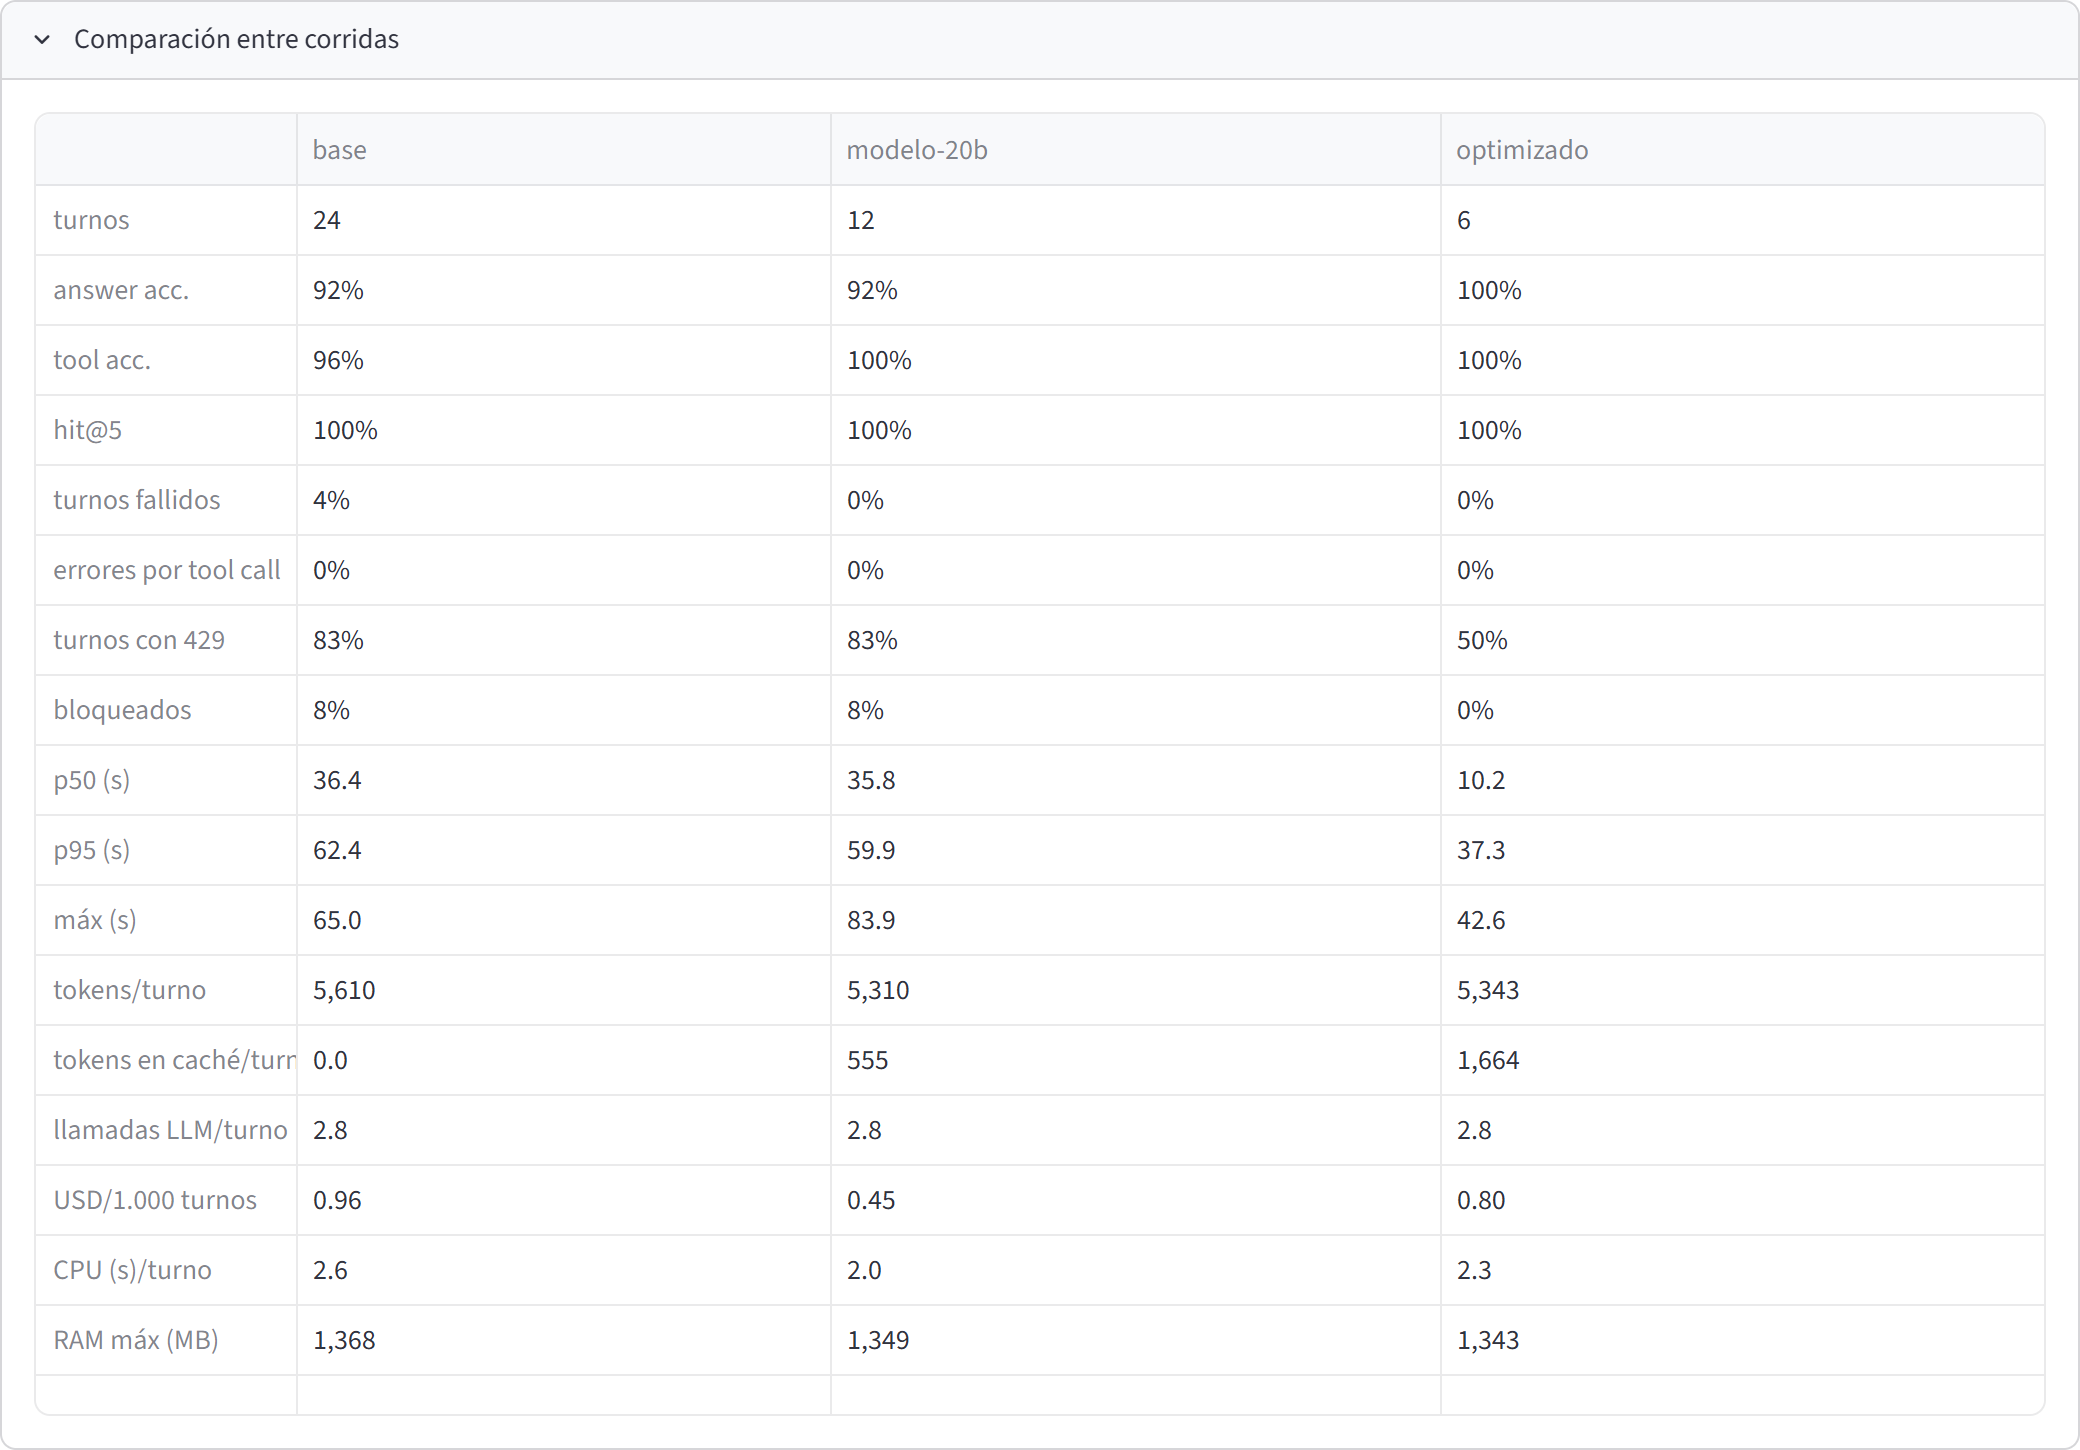 Comparación entre corridas
base modelo-20b optimizado
turnos 24 12 6
answer acc. 92% 92% 100%
tool acc. 96% 100% 100%
hit@5 100% 100% 100%
turnos fallidos 4% 0% 0%
errores por tool call 0% 0% 0%
turnos con 429 83% 83% 50%
bloqueados 8% 8% 0%
p50 (s) 36.4 35.8 10.2
p95 (s) 62.4 59.9 37.3
máx (s) 65.0 83.9 42.6
tokens/turno 5,610 5,310 5,343
tokens en caché/turn 0.0 555 1,664
llamadas LLM/turno 2.8 2.8 2.8
USD/1.000 turnos 0.96 0.45 0.80
CPU (s)/turno 2.6 2.0 2.3
RAM máx (MB) 1,368 1,349 1,343